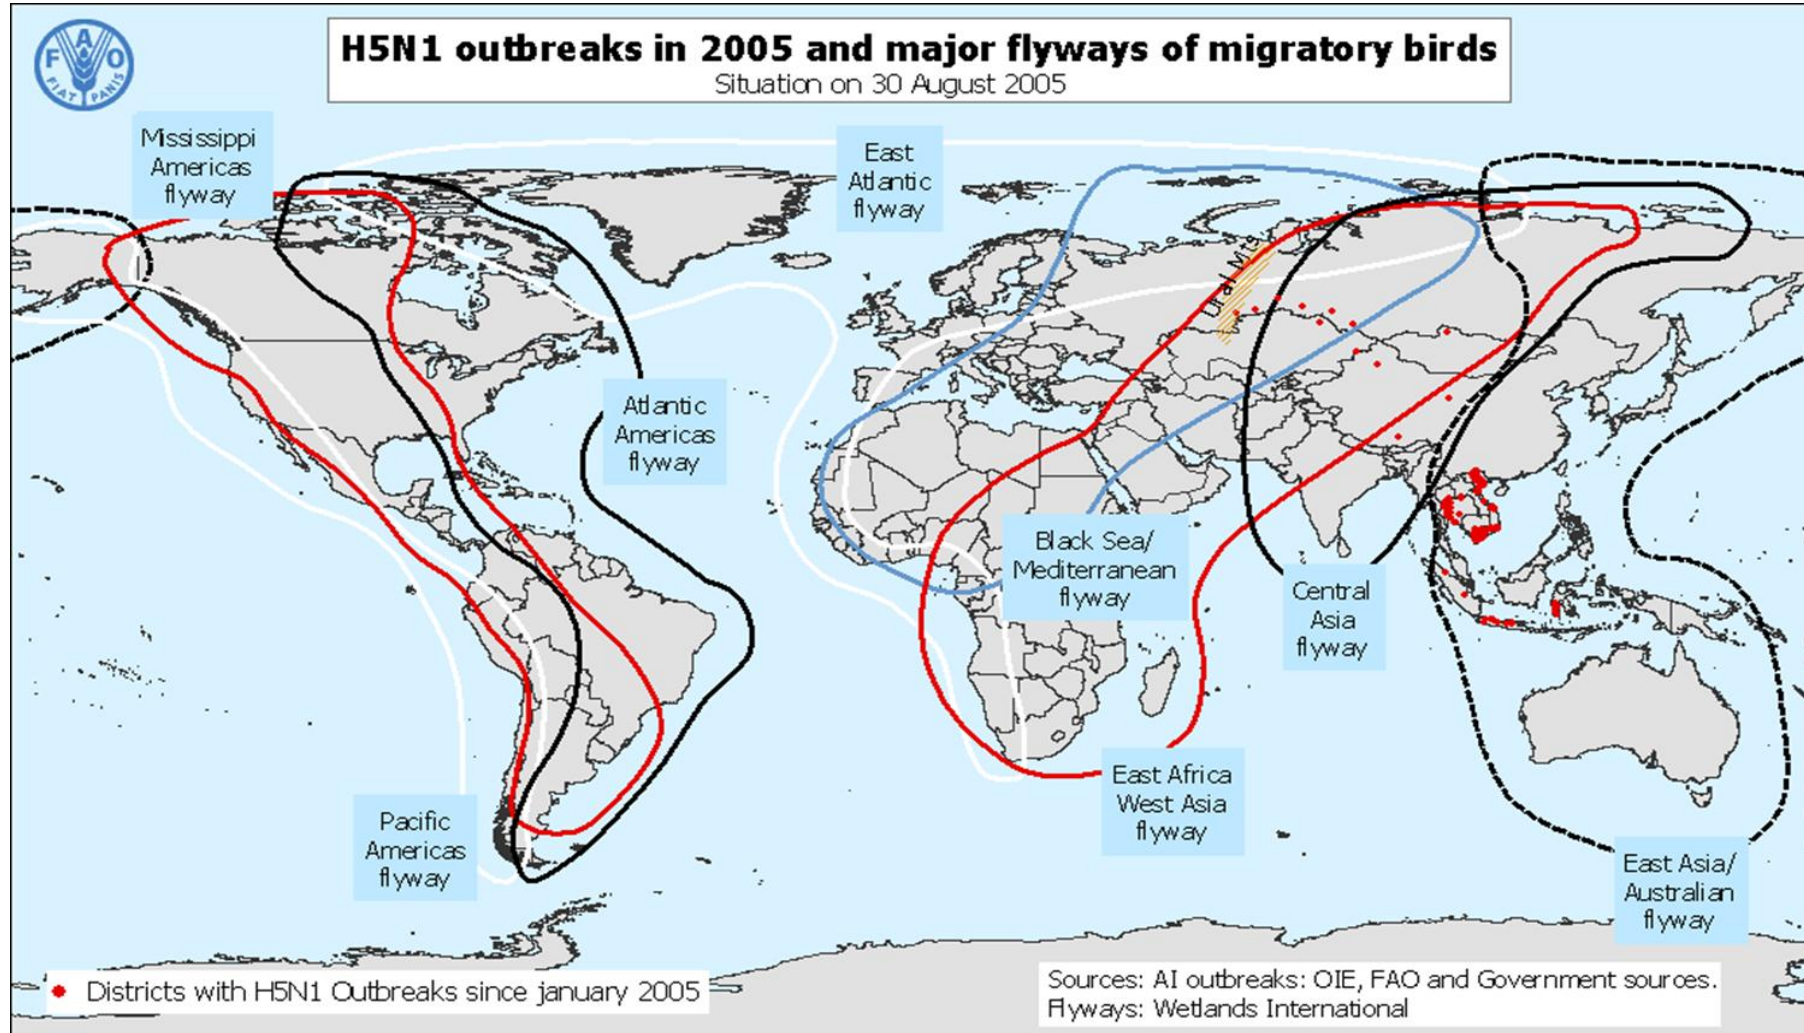 H5N1 outbreaks in 2005 and major flyways of migratory birds
Situation on 30 August 2005
F A O
FIAT PANIS
Mississippi
Americas
flyway
East
Atlantic
flyway
Ural Mts
Atlantic
Americas
flyway
Black Sea/
Mediterranean
flyway
Central
Asia
flyway
East Africa
West Asia
flyway
Pacific
Americas
flyway
East Asia/
Australian
flyway
Districts with H5N1 Outbreaks since january 2005
Sources: AI outbreaks: OIE, FAO and Government sources.
Flyways: Wetlands International